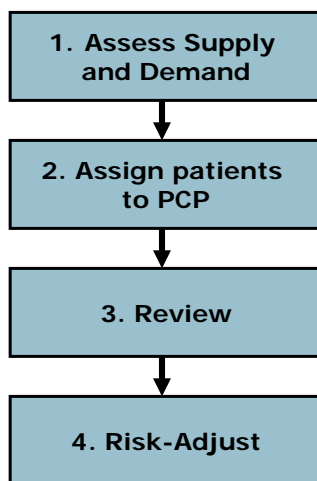 1. Assess Supply
and Demand
2. Assign patients
to PCP
3. Review
4. Risk-Adjust